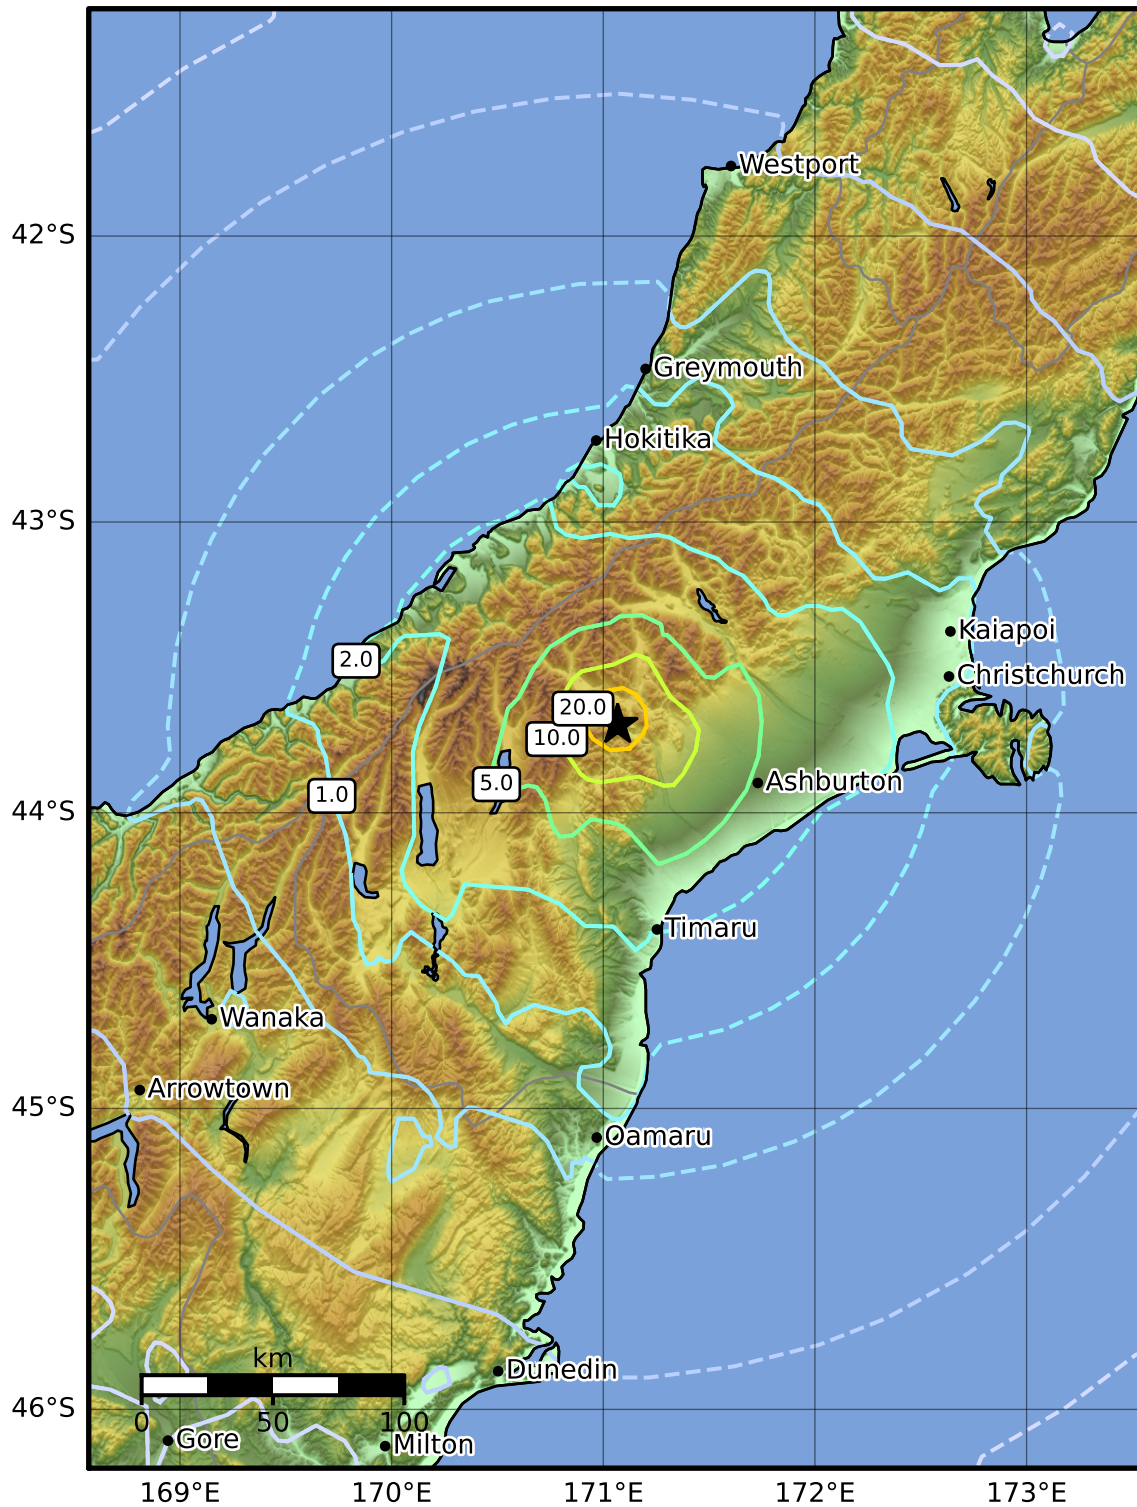 Westport
42°S
Greymouth
Hokitika
43°S
Kaiapoi
2.0
Christchurch
20.0
10.0
5.0
Ashburton
1.0
44°S
Timaru
Wanaka
Arrowtown
45°S
Oamaru
km
Dunedin
46°S
0 50 100
Gore
Milton
169°E 170°E 171°E 172°E 173°E